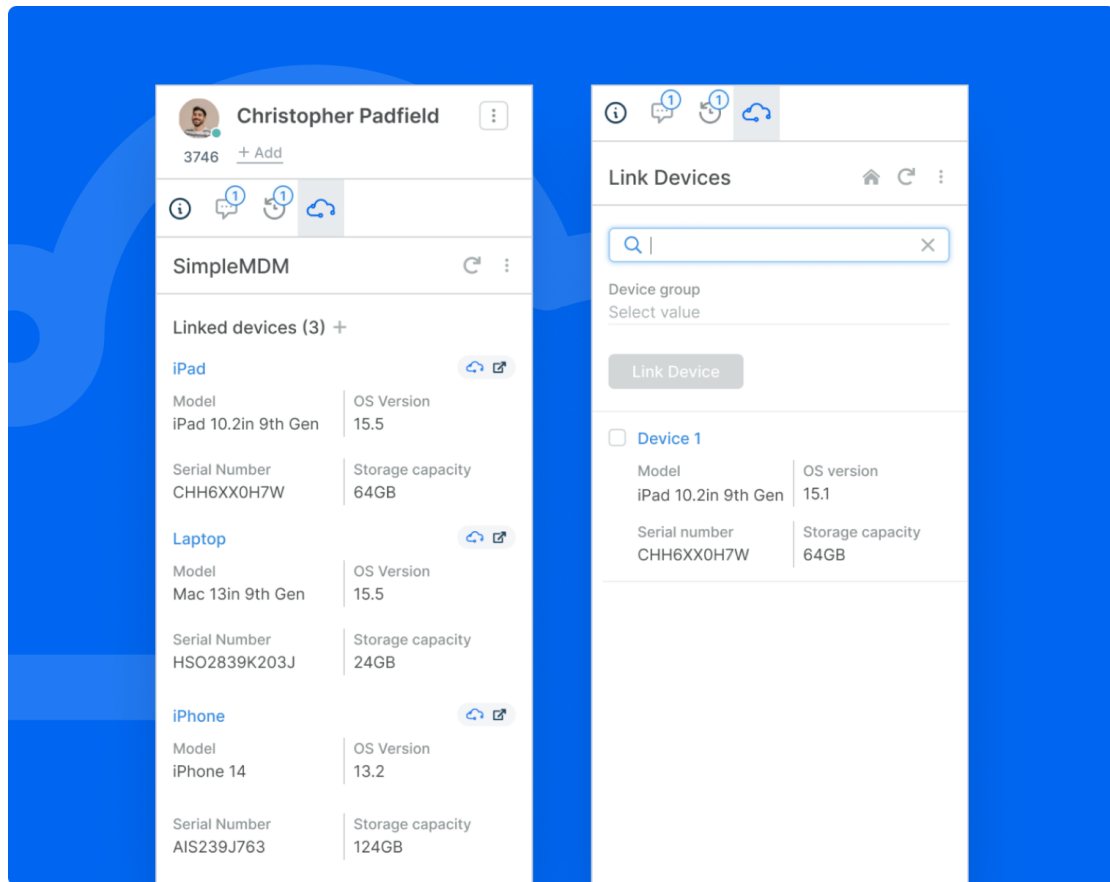 Christopher Padfield
3746 + Add
1 1
SimpleMDM
Linked devices (3) +
iPad
Model OS Version
iPad 10.2in 9th Gen 15.5
Serial Number Storage capacity
CHH6XX0H7W 64GB
Laptop
Model OS Version
Mac 13in 9th Gen 15.5
Serial Number Storage capacity
HSO2839K203J 24GB
iPhone
Model OS Version
iPhone 14 13.2
Serial Number Storage capacity
AIS239J763 124GB
1 1
Link Devices
Device group
Select value
Link Device
Device 1
Model OS version
iPad 10.2in 9th Gen 15.1
Serial number Storage capacity
CHH6XX0H7W 64GB